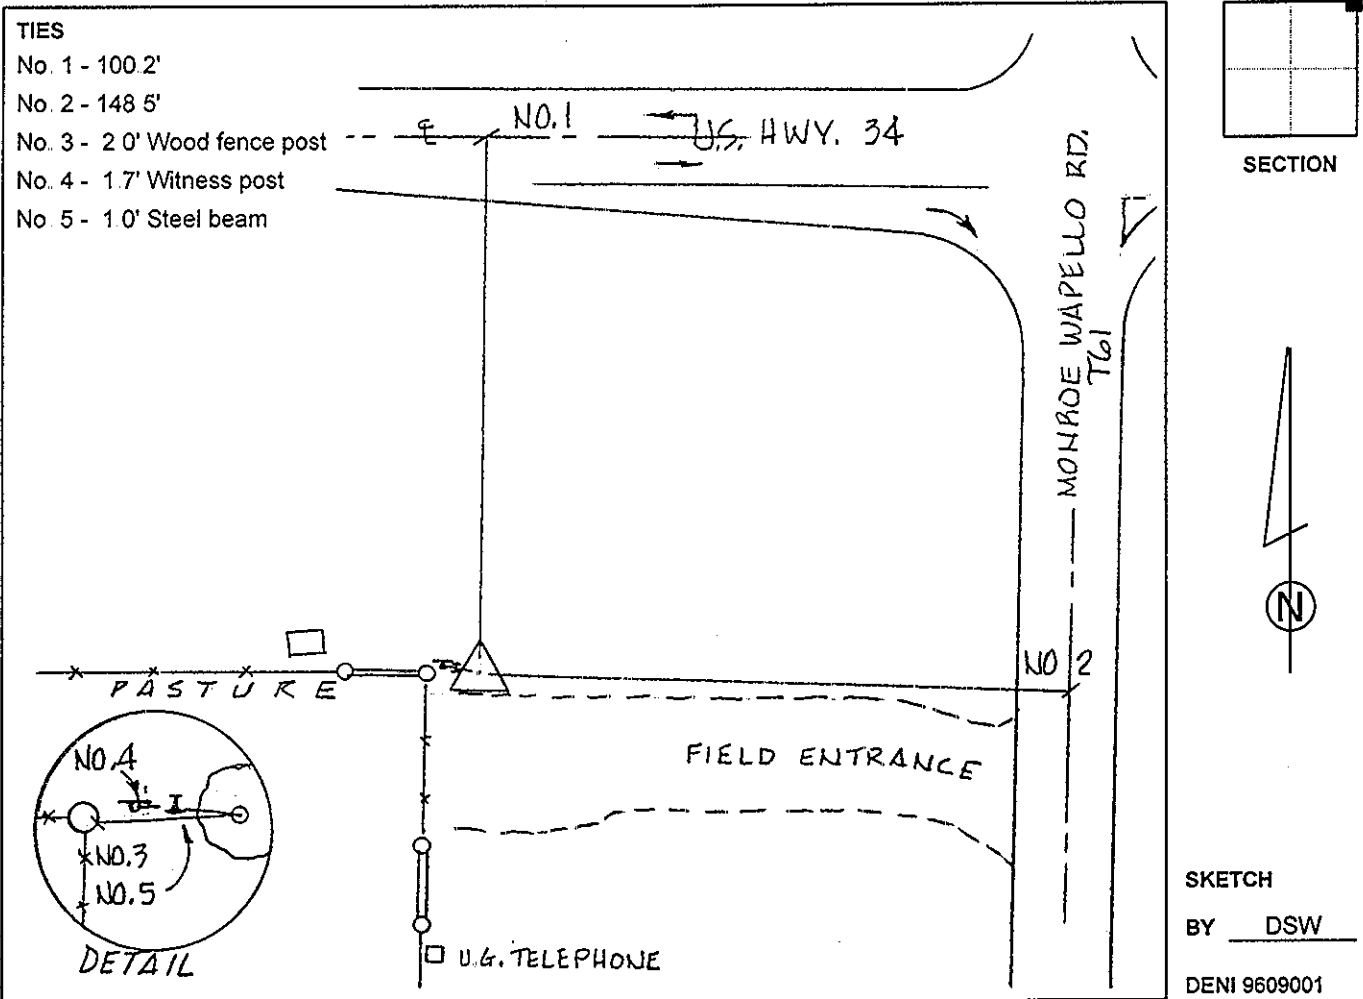 TIES
No. 1 - 100.2'
No. 2 - 148 5'
No. 3 - 2 0' Wood fence post
No. 4 - 1.7' Witness post
No. 5 - 1 0' Steel beam
℄ NO.1
U.S. HWY. 34
MONROE WAPELLO RD.
T61
SECTION
N
NO 2
PASTURE
FIELD ENTRANCE
NO.4
NO.3
NO.5
DETAIL
U.G. TELEPHONE
SKETCH
BY DSW
DENI 9609001